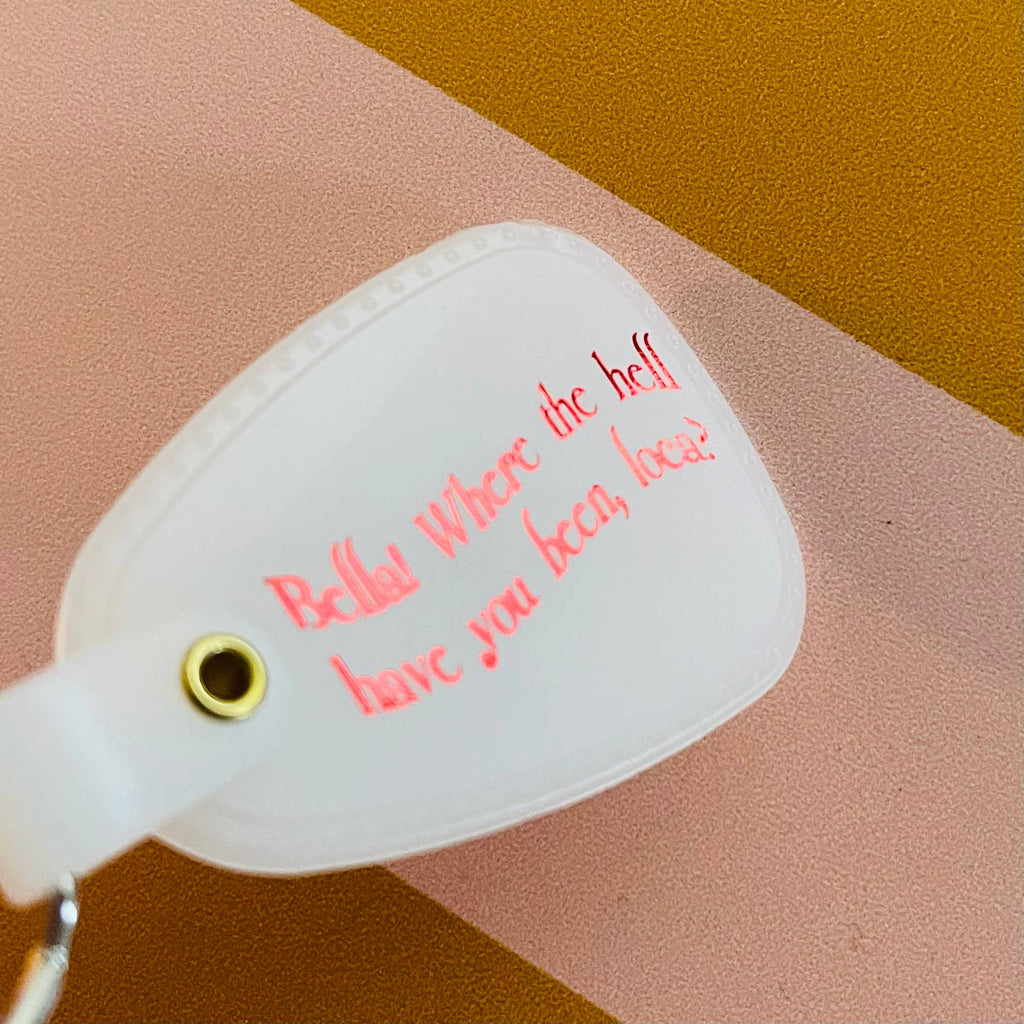 Bella! Where the hell
have you been, loca?